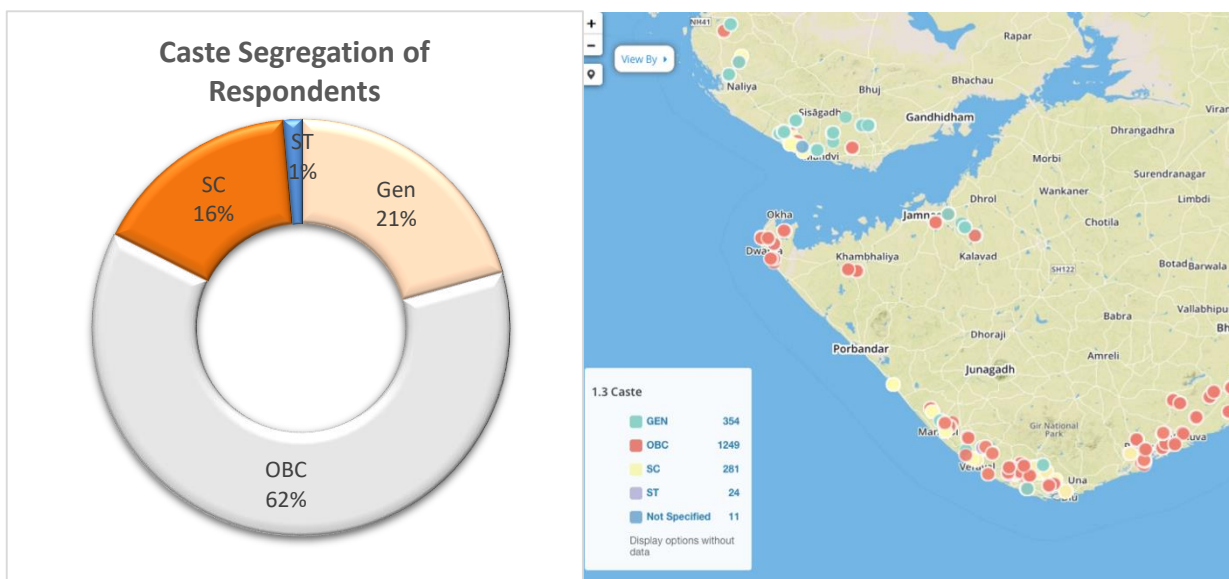 Caste Segregation of
Respondents
ST
1%
Gen
21%
SC
16%
OBC
62%
+
−
View By
NH41
Rapar
Naliya
Bhuj
Bhachau
Sisāgadh
Gandhidham
Dhrangadhra
Morbi
Surendranagar
Wankaner
Limbdi
Okha
Dhrol
Chotila
Khambhaliya
Kalavad
SH122
Botad
Barwala
Vallabhipu
Babra
Dhoraji
Porbandar
Amreli
Junagadh
Gir National
Park
Una
1.3 Caste
GEN 354
OBC 1249
SC 281
ST 24
Not Specified 11
Display options without
data